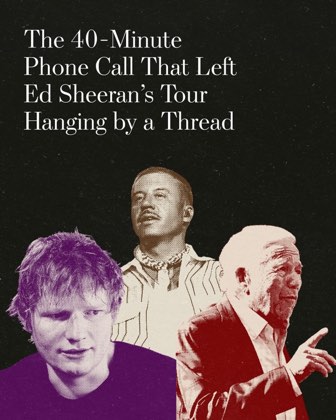 The 40-Minute
Phone Call That Left
Ed Sheeran’s Tour
Hanging by a Thread